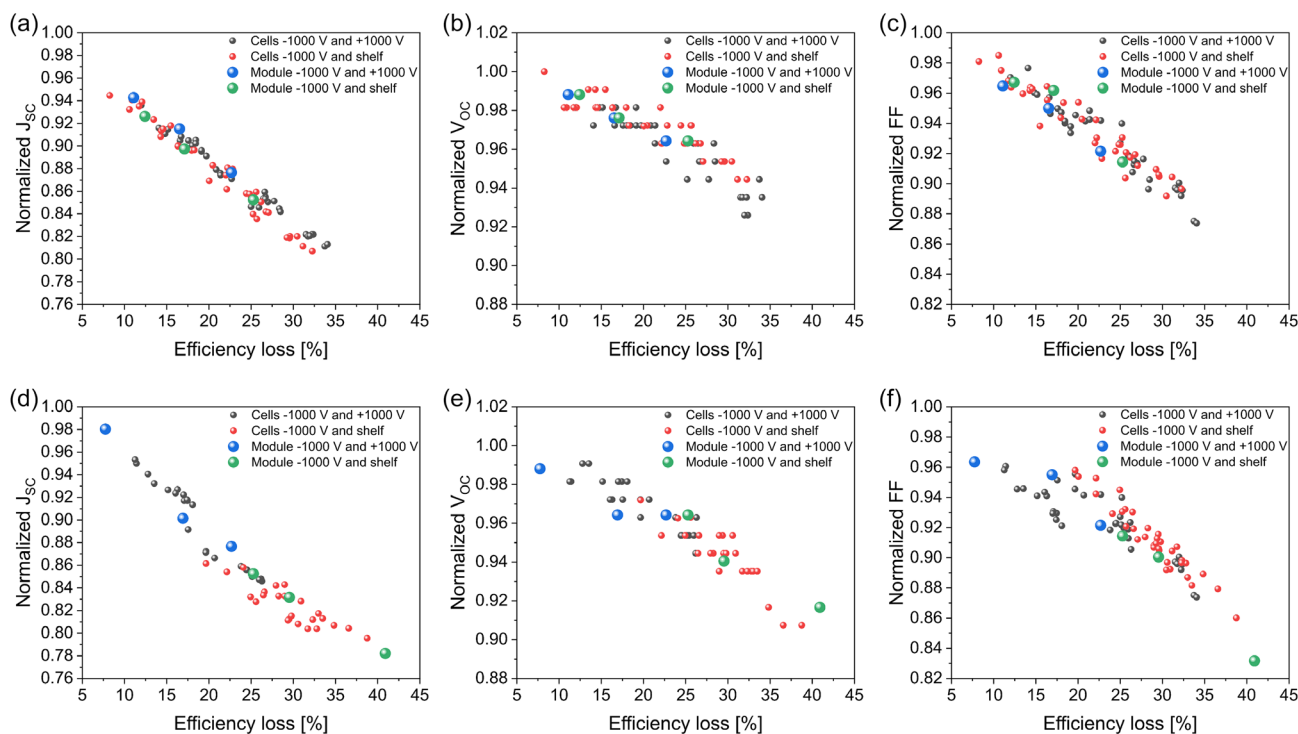 (a)
1.00
0.98
0.96
0.94
0.92
0.90
0.88
0.86
0.84
0.82
0.80
0.78
0.76
Normalized JSC
5 10 15 20 25 30 35 40 45
Efficiency loss [%]
Cells -1000 V and +1000 V
Cells -1000 V and shelf
Module -1000 V and +1000 V
Module -1000 V and shelf
(b)
1.02
1.00
0.98
0.96
0.94
0.92
0.90
0.88
Normalized VOC
5 10 15 20 25 30 35 40 45
Efficiency loss [%]
Cells -1000 V and +1000 V
Cells -1000 V and shelf
Module -1000 V and +1000 V
Module -1000 V and shelf
(c)
1.00
0.98
0.96
0.94
0.92
0.90
0.88
0.86
0.84
0.82
Normalized FF
5 10 15 20 25 30 35 40 45
Efficiency loss [%]
Cells -1000 V and +1000 V
Cells -1000 V and shelf
Module -1000 V and +1000 V
Module -1000 V and shelf
(d)
1.00
0.98
0.96
0.94
0.92
0.90
0.88
0.86
0.84
0.82
0.80
0.78
0.76
Normalized JSC
5 10 15 20 25 30 35 40 45
Efficiency loss [%]
Cells -1000 V and +1000 V
Cells -1000 V and shelf
Module -1000 V and +1000 V
Module -1000 V and shelf
(e)
1.02
1.00
0.98
0.96
0.94
0.92
0.90
0.88
Normalized VOC
5 10 15 20 25 30 35 40 45
Efficiency loss [%]
Cells -1000 V and +1000 V
Cells -1000 V and shelf
Module -1000 V and +1000 V
Module -1000 V and shelf
(f)
1.00
0.98
0.96
0.94
0.92
0.90
0.88
0.86
0.84
0.82
Normalized FF
5 10 15 20 25 30 35 40 45
Efficiency loss [%]
Cells -1000 V and +1000 V
Cells -1000 V and shelf
Module -1000 V and +1000 V
Module -1000 V and shelf